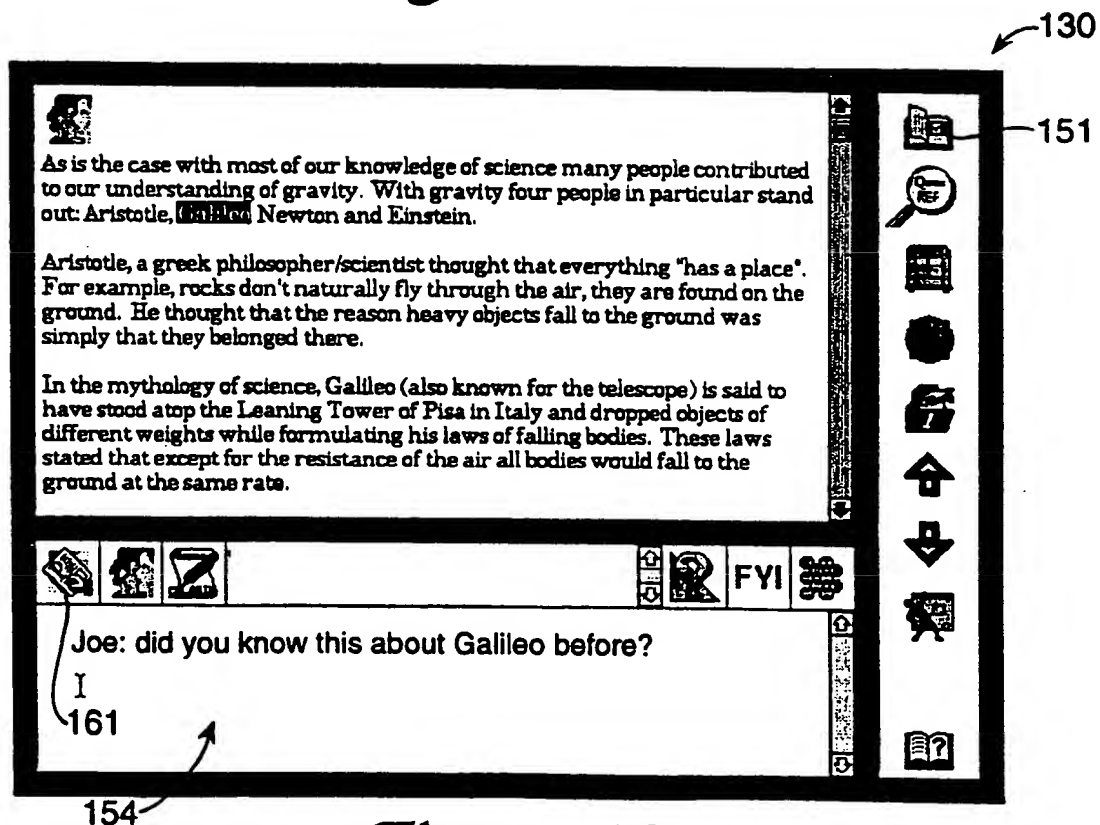 130
151
As is the case with most of our knowledge of science many people contributed
to our understanding of gravity. With gravity four people in particular stand
out: Aristotle, Galileo, Newton and Einstein.
Aristotle, a greek philosopher/scientist thought that everything "has a place".
For example, rocks don't naturally fly through the air, they are found on the
ground. He thought that the reason heavy objects fall to the ground was
simply that they belonged there.
In the mythology of science, Galileo (also known for the telescope) is said to
have stood atop the Leaning Tower of Pisa in Italy and dropped objects of
different weights while formulating his laws of falling bodies. These laws
stated that except for the resistance of the air all bodies would fall to the
ground at the same rate.
REF
FYI
Joe: did you know this about Galileo before?
161
?
154